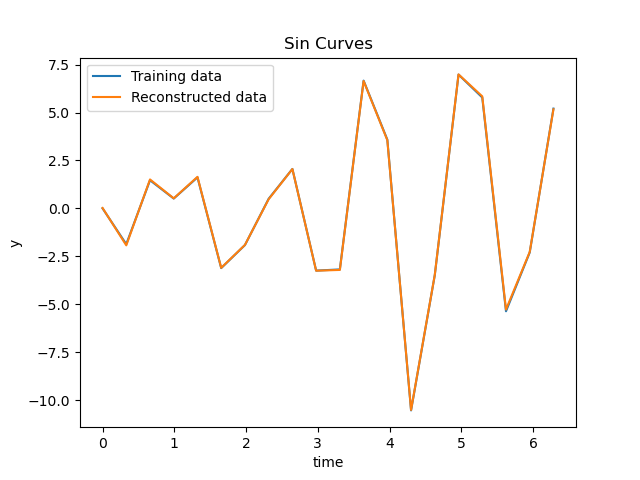 Sin Curves
Training data
Reconstructed data
7.5
5.0
2.5
0.0
−2.5
−5.0
−7.5
−10.0
y
0 1 2 3 4 5 6
time